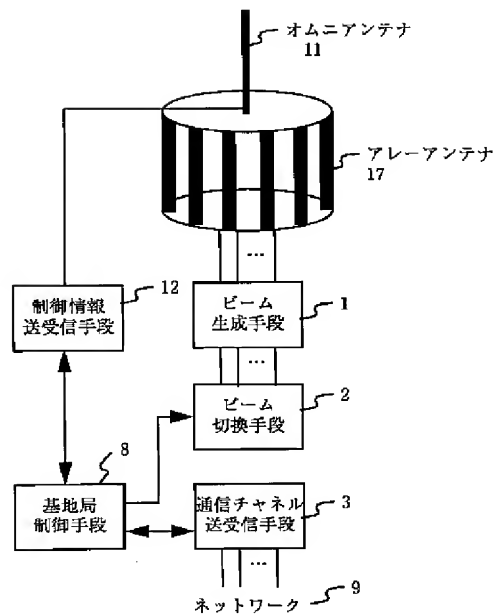 オムニアンテナ
11
アレーアンテナ
17
…
制御情報
送受信手段
12
ビーム
生成手段
1
…
ビーム
切換手段
2
基地局
制御手段
8
通信チャネル
送受信手段
3
…
ネットワーク
9